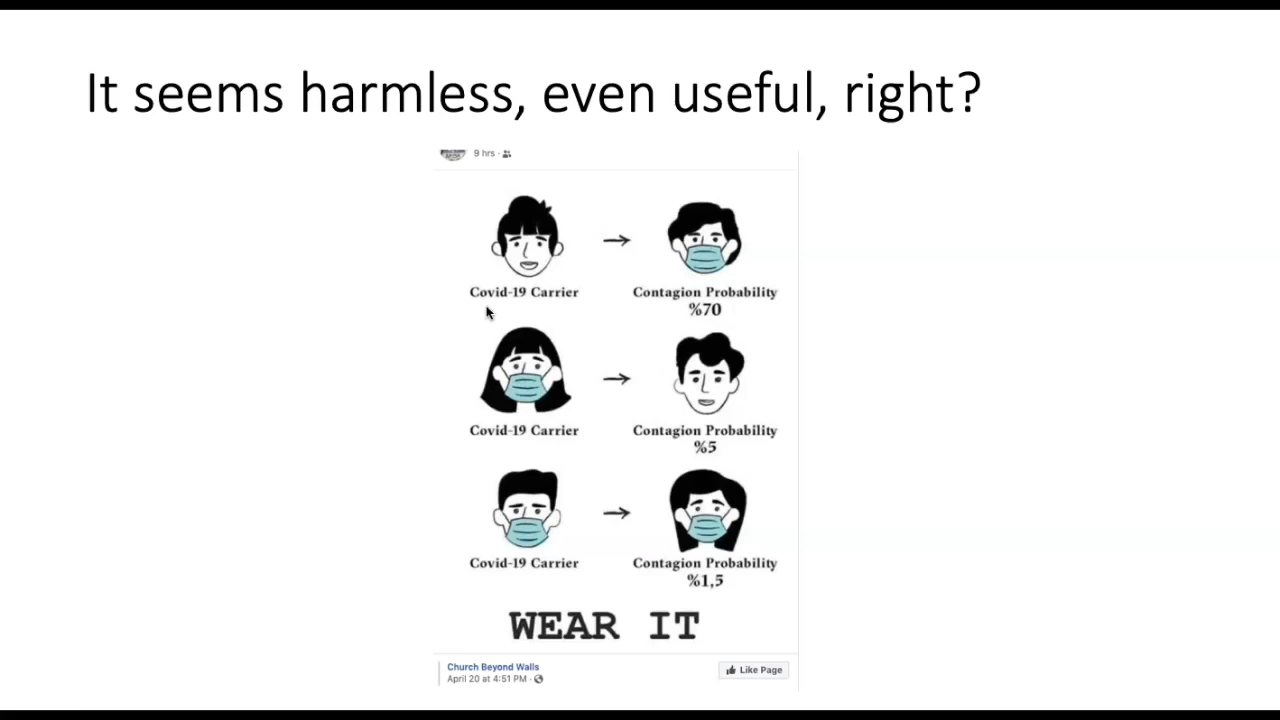 It seems harmless, even useful, right?
9 hrs ·
Covid-19 Carrier
Contagion Probability
%70
Covid-19 Carrier
Contagion Probability
%5
Covid-19 Carrier
Contagion Probability
%1,5
WEAR IT
Church Beyond Walls
Like Page
April 20 at 4:51 PM ·